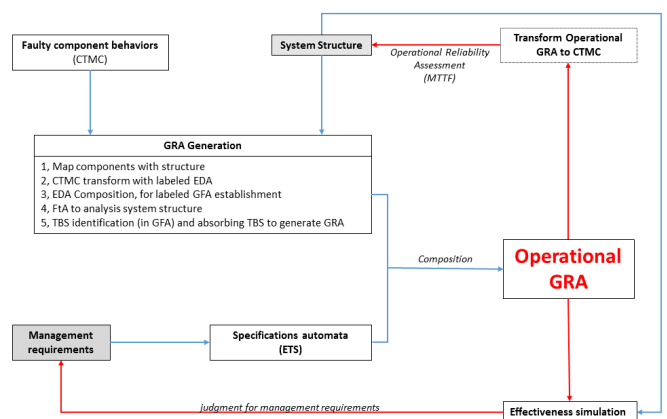 Faulty component behaviors
(CTMC)
System Structure
Operational Reliability
Assessment
(MTTF)
Transform Operational
GRA to CTMC
GRA Generation
1, Map components with structure
2, CTMC transform with labeled EDA
3, EDA Composition, for labeled GFA establishment
4, FtA to analysis system structure
5, TBS identification (in GFA) and absorbing TBS to generate GRA
Composition
Operational
GRA
Management
requirements
Specifications automata
(ETS)
judgment for management requirements
Effectiveness simulation